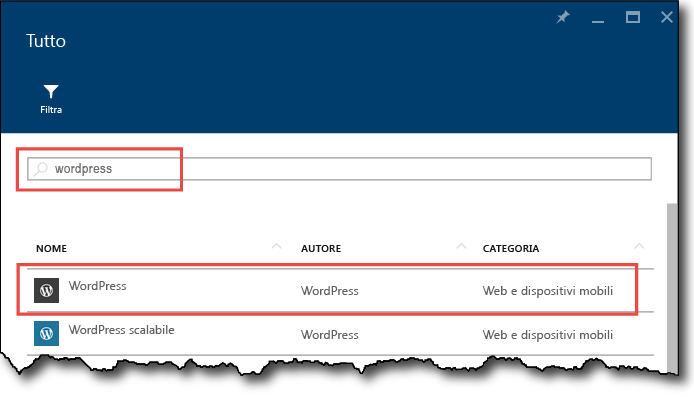 Tutto
Filtra
wordpress
NOME AUTORE CATEGORIA
WordPress WordPress Web e dispositivi mobili
WordPress scalabile WordPress Web e dispositivi mobili